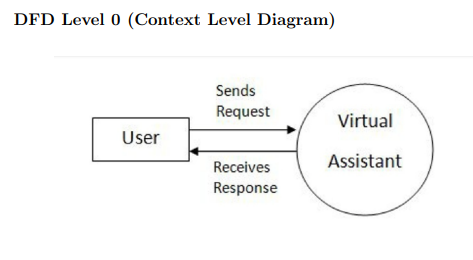 DFD Level 0 (Context Level Diagram)
Sends
Request
User
Virtual
Assistant
Receives
Response